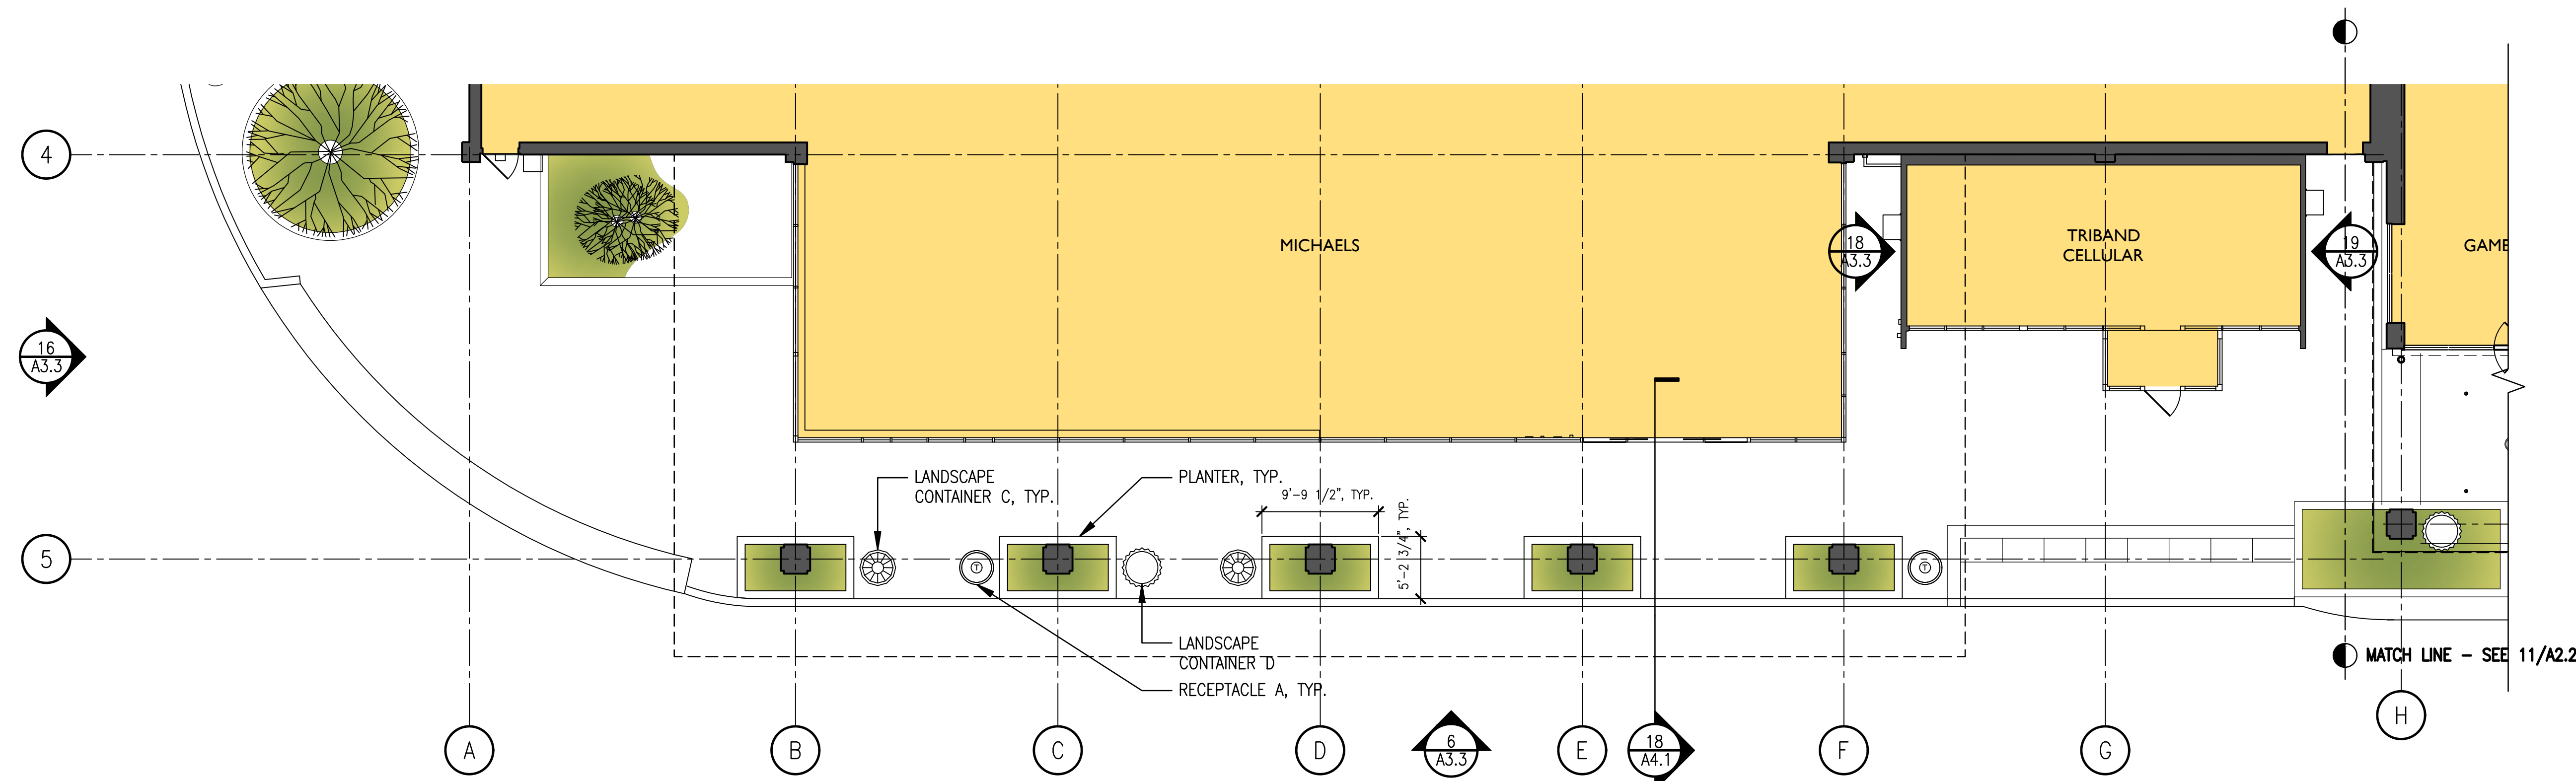 4
MICHAELS
TRIBAND
CELLULAR
GAME
18
A3.3
19
A3.3
16
A3.3
LANDSCAPE
CONTAINER C, TYP.
PLANTER, TYP.
9'-9 1/2", TYP.
5'-2 3/4", TYP.
5
T
T
LANDSCAPE
CONTAINER D
RECEPTACLE A, TYP.
MATCH LINE - SEE 11/A2.2
A
B
C
D
6
A3.3
E
18
A4.1
F
G
H